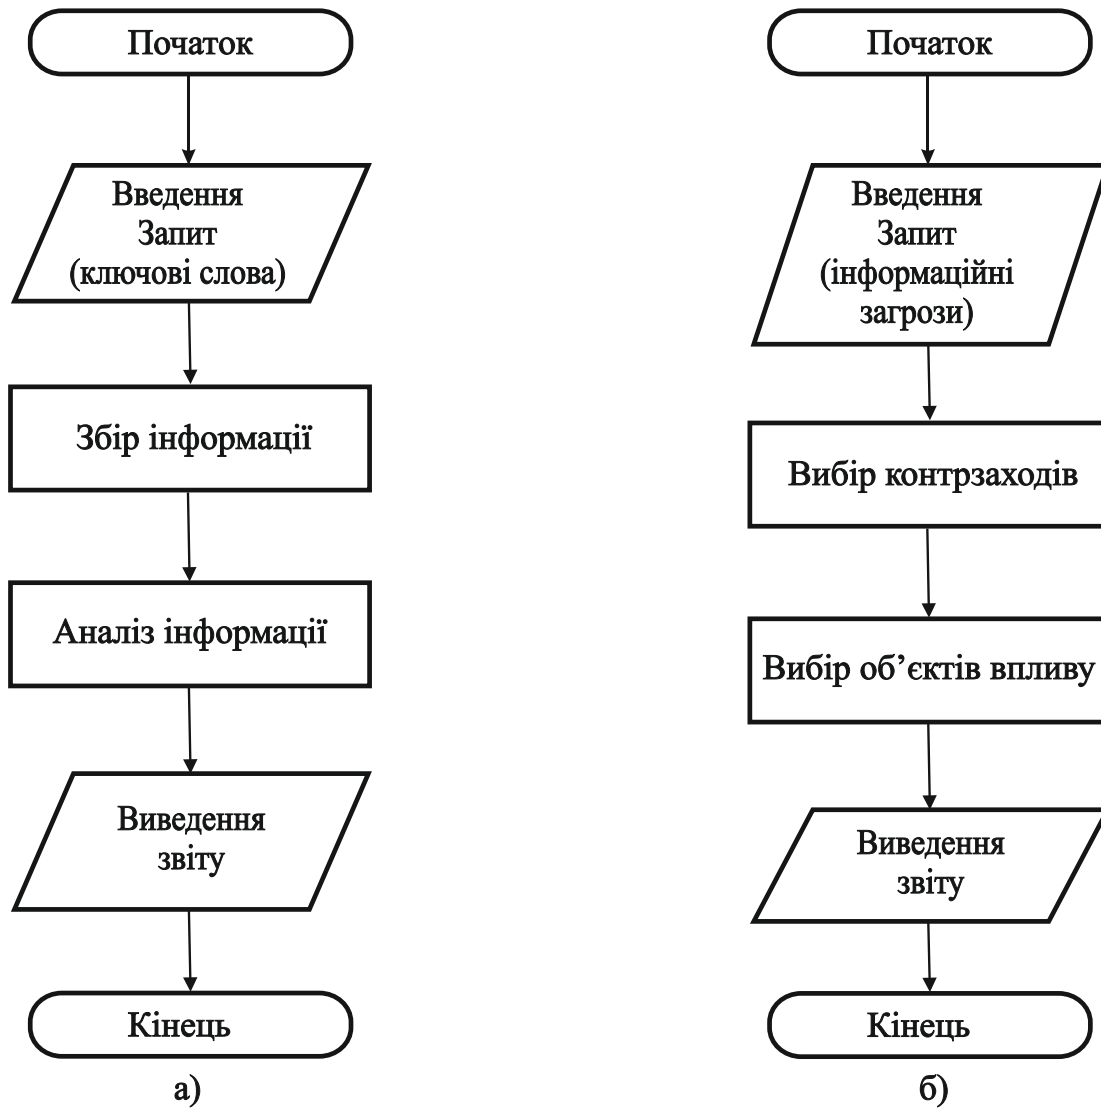 Початок
Введення
Запит
(ключові слова)
Збір інформації
Аналіз інформації
Виведення
звіту
Кінець
а)
Початок
Введення
Запит
(інформаційні
загрози)
Вибір контрзаходів
Вибір об’єктів впливу
Виведення
звіту
Кінець
б)